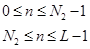 0 ≤ n ≤ N₂ − 1
N₂ ≤ n ≤ L − 1